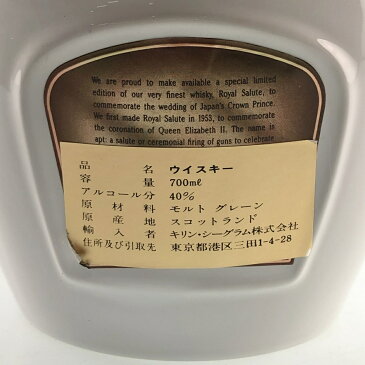 We are proud to make available a special limited
edition of our very finest whisky, Royal Salute, to
commemorate the wedding of Japan's Crown Prince.
We first made Royal Salute in 1953, to commemorate
the coronation of Queen Elizabeth II. The name is
apt: a salute or ceremonial firing of guns to celebrate
品名 ウイスキー
容量 700ml
アルコール分 40%
原材料 モルト グレーン
原産地 スコットランド
輸入者 キリン・シーグラム株式会社
住所及び引取先 東京都港区三田1-4-28